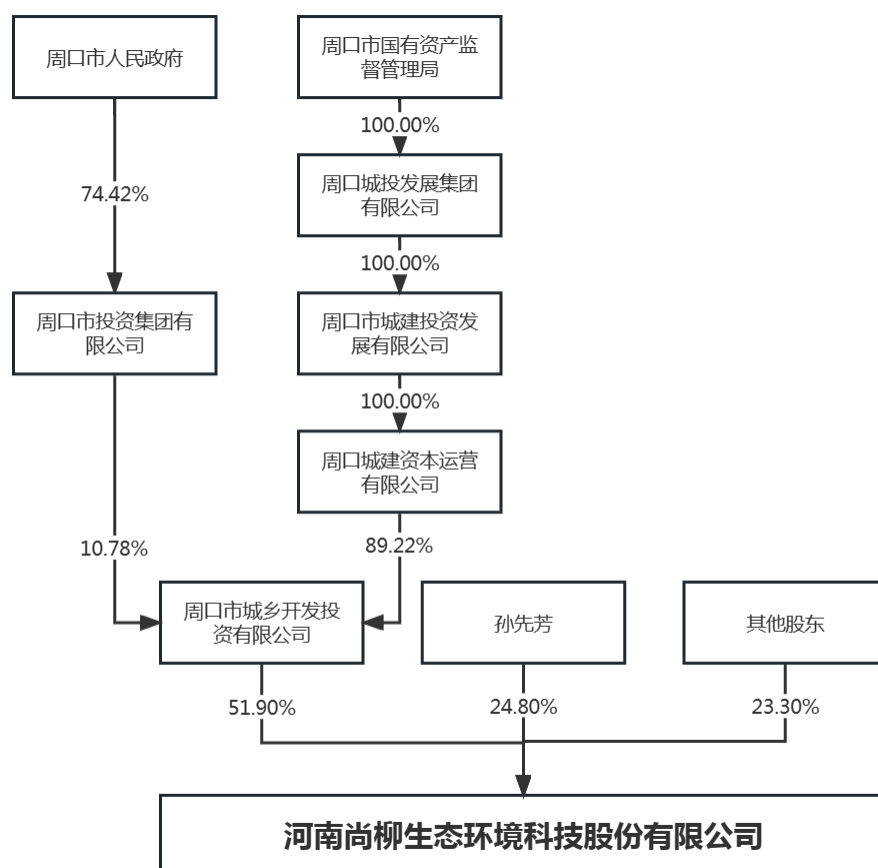 周口市人民政府
周口市国有资产监
督管理局
100.00%
74.42%
周口城投发展集团
有限公司
100.00%
周口市投资集团有
限公司
周口市城建投资发
展有限公司
100.00%
周口城建资本运营
有限公司
10.78%
89.22%
周口市城乡开发投
资有限公司
孙先芳
其他股东
51.90%
24.80%
23.30%
河南尚柳生态环境科技股份有限公司